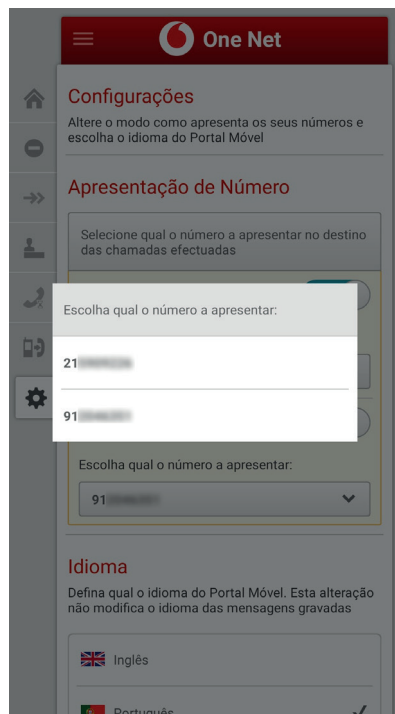 One Net
Configurações
Altere o modo como apresenta os seus números e
escolha o idioma do Portal Móvel
Apresentação de Número
Selecione qual o número a apresentar no destino
das chamadas efectuadas
Escolha qual o número a apresentar:
21
91
Escolha qual o número a apresentar:
91
Idioma
Defina qual o idioma do Portal Móvel. Esta alteração
não modifica o idioma das mensagens gravadas
Inglês
Português